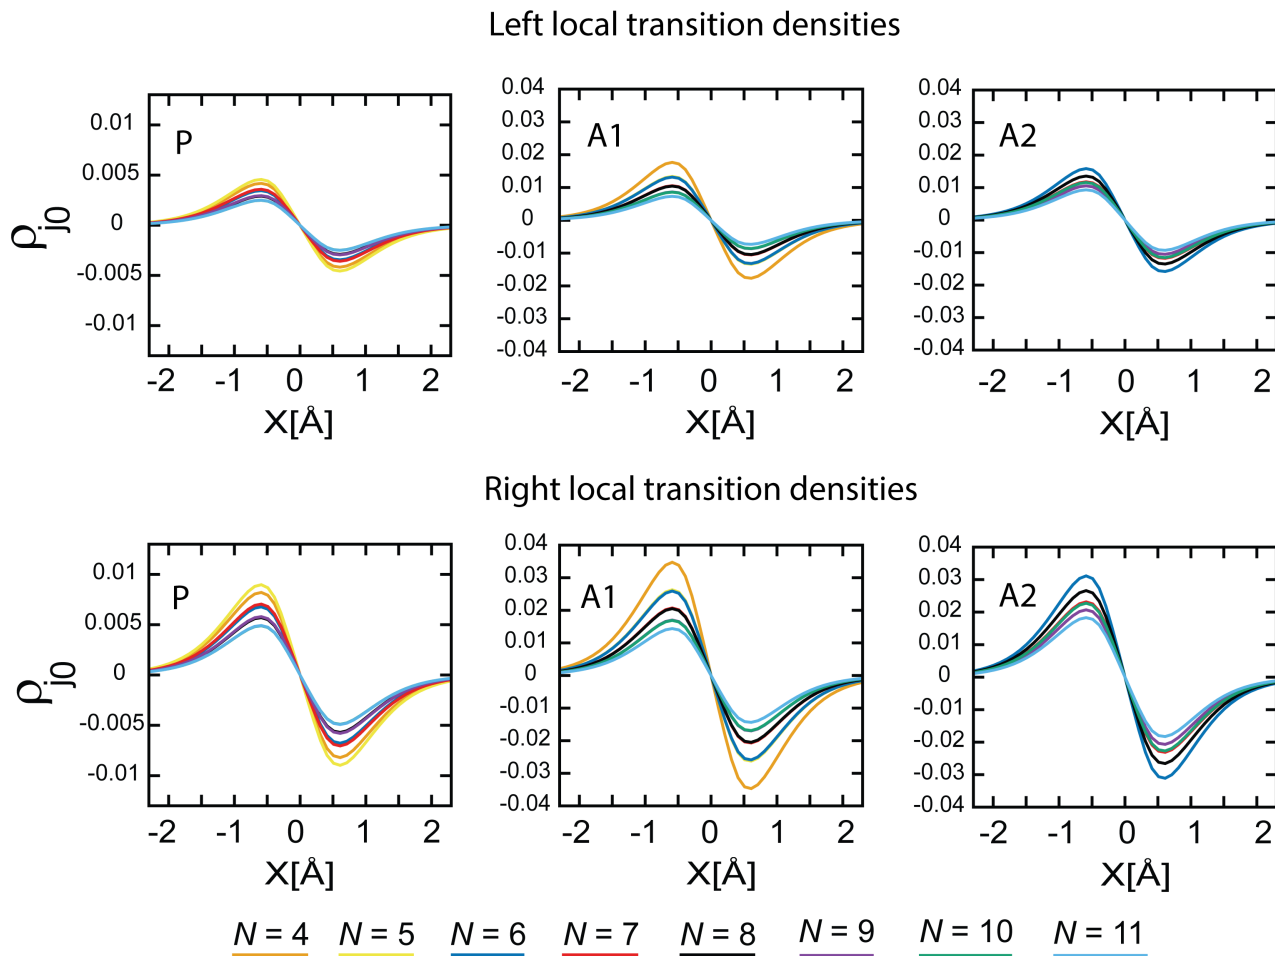 Left local transition densities
P
A1
A2
0.01
0.005
0
-0.005
-0.01
0.04
0.03
0.02
0.01
0
-0.01
-0.02
-0.03
-0.04
0.04
0.03
0.02
0.01
0
-0.01
-0.02
-0.03
-0.04
ρj0
-2 -1 0 1 2
-2 -1 0 1 2
-2 -1 0 1 2
X[Å]
X[Å]
X[Å]
Right local transition densities
P
A1
A2
0.01
0.005
0
-0.005
-0.01
0.04
0.03
0.02
0.01
0
-0.01
-0.02
-0.03
-0.04
0.04
0.03
0.02
0.01
0
-0.01
-0.02
-0.03
-0.04
ρj0
-2 -1 0 1 2
-2 -1 0 1 2
-2 -1 0 1 2
X[Å]
X[Å]
X[Å]
N = 4 N = 5 N = 6 N = 7 N = 8 N = 9 N = 10 N = 11